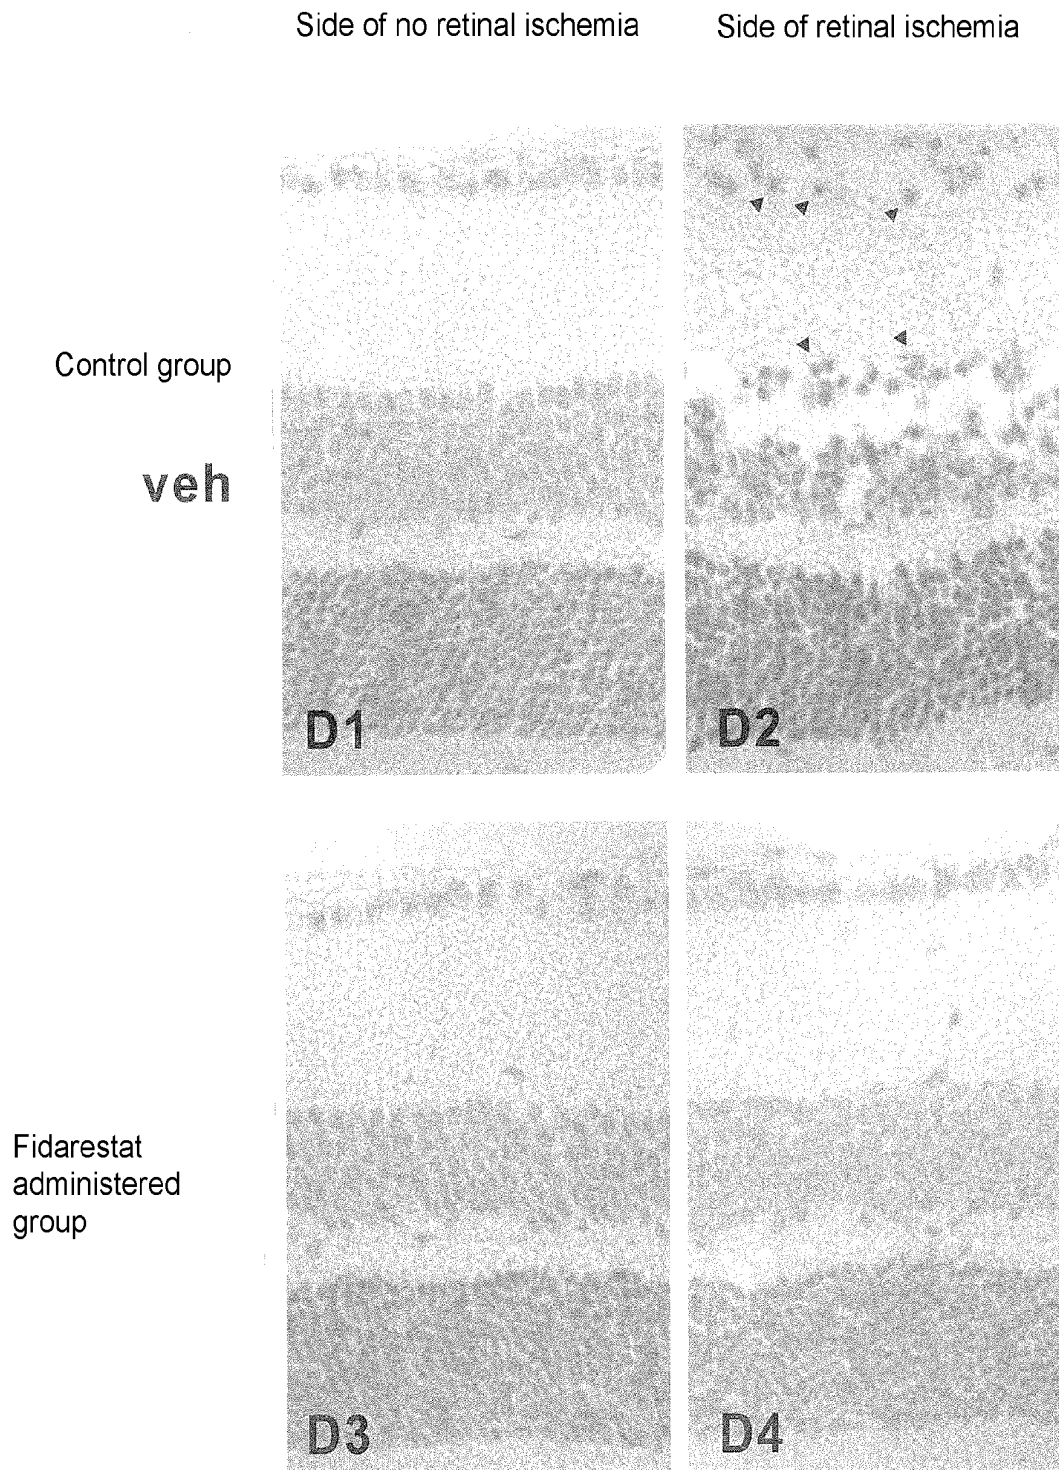 Side of no retinal ischemia
Side of retinal ischemia
Control group
veh
D1
D2
Fidarestat
administered
group
D3
D4